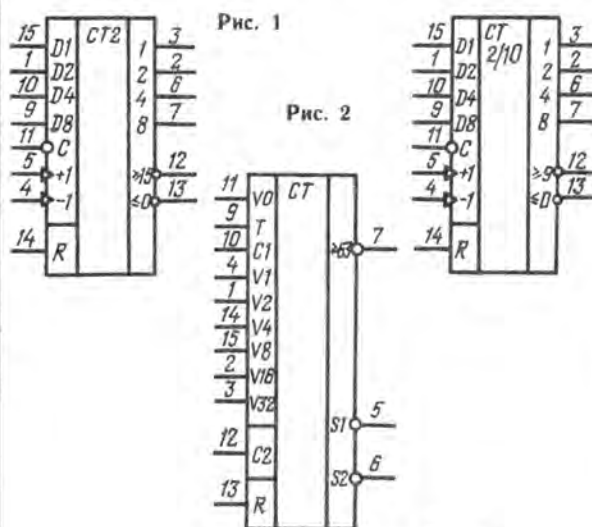 Рис. 1
15 D1 CT2 1 3
1 D2 2 2
10 D4 4 6
9 D8 8 7
11 C
5 +1 ≥15 12
4 -1 ≤0 13
14 R
Рис. 2
11 V0 CT
9 T
10 C1 ≥63 7
4 V1
1 V2
14 V4
15 V8
2 V16
3 V32
S1 5
12 C2
S2 6
13 R
15 D1 CT 1 3
1 D2 2/10 2 2
10 D4 4 6
9 D8 8 7
11 C
5 +1 ≥9 12
4 -1 ≤0 13
14 R